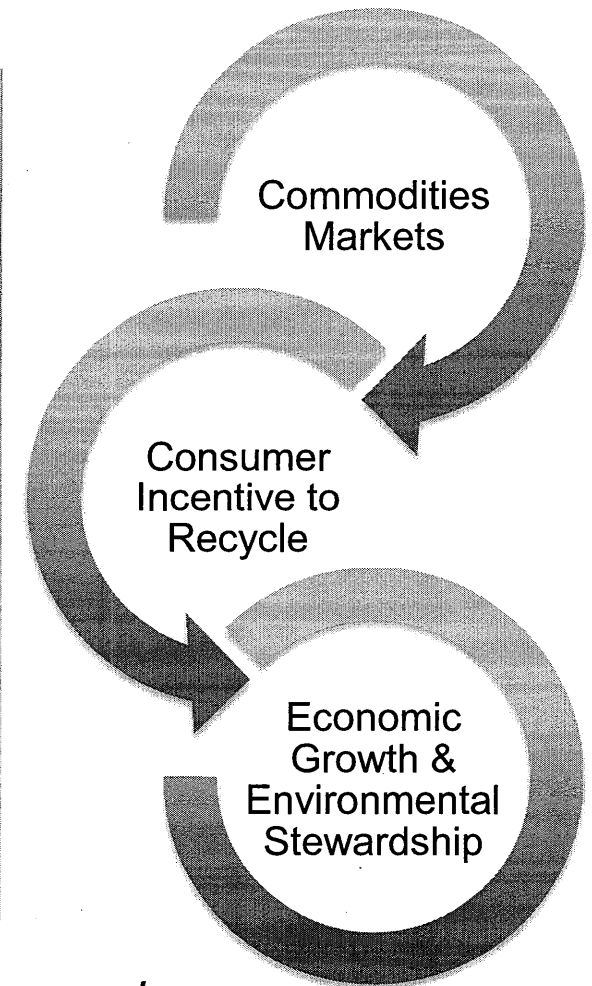 Commodities
Markets
Consumer
Incentive to
Recycle
Economic
Growth &
Environmental
Stewardship